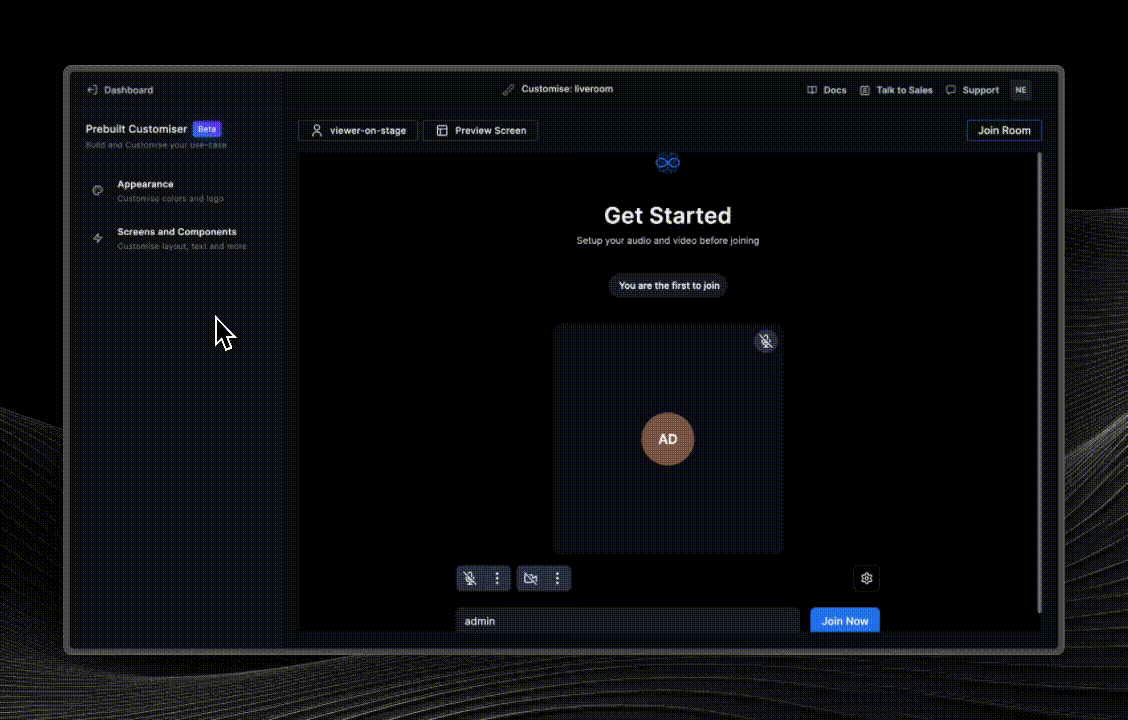 Dashboard
Customise: liveroom
Docs
Talk to Sales
Support
NE
Prebuilt Customiser Beta
Build and Customise your use-case
Appearance
Customise colors and logo
Screens and Components
Customise layout, text and more
viewer-on-stage
Preview Screen
Join Room
Get Started
Setup your audio and video before joining
You are the first to join
AD
admin
Join Now